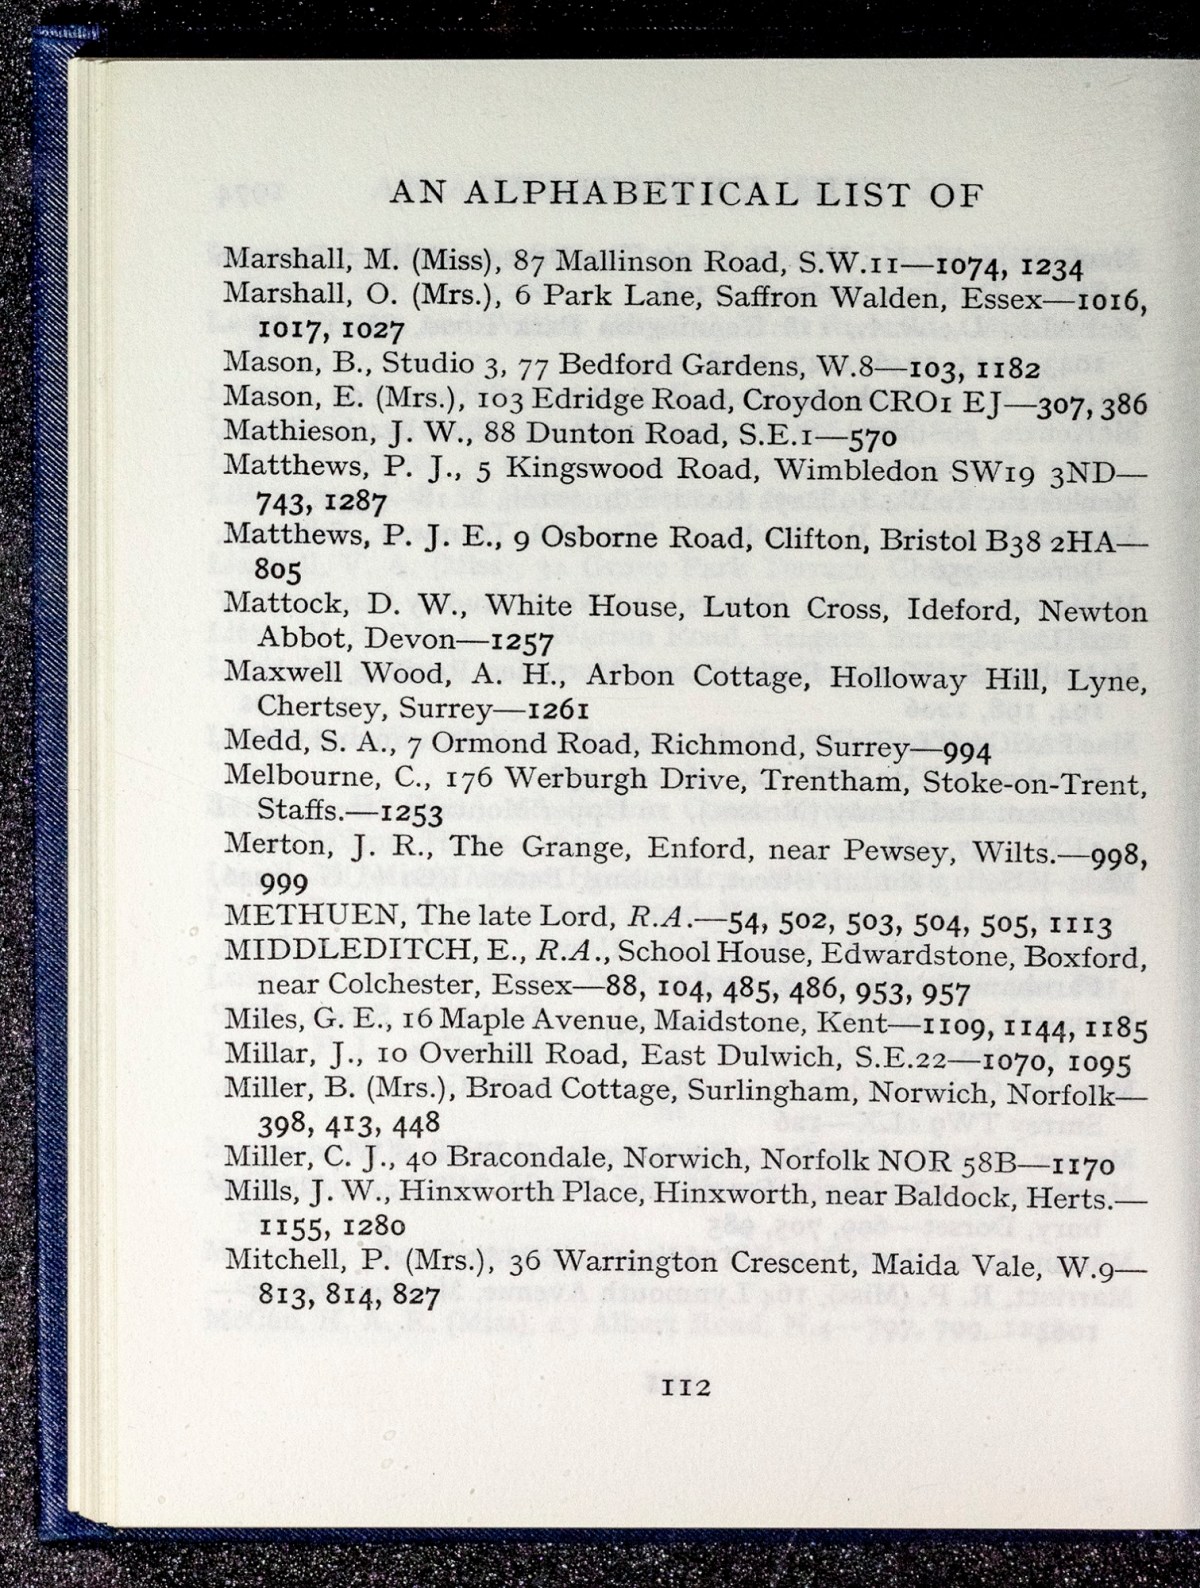 AN ALPHABETICAL LIST OF
Marshall, M. (Miss), 87 Mallinson Road, S.W.11—1074, 1234
Marshall, O. (Mrs.), 6 Park Lane, Saffron Walden, Essex—1016,
1017, 1027
Mason, B., Studio 3, 77 Bedford Gardens, W.8—103, 1182
Mason, E. (Mrs.), 103 Edridge Road, Croydon CRO1 EJ—307, 386
Mathieson, J. W., 88 Dunton Road, S.E.1—570
Matthews, P. J., 5 Kingswood Road, Wimbledon SW19 3ND—
743, 1287
Matthews, P. J. E., 9 Osborne Road, Clifton, Bristol B38 2HA—
805
Mattock, D. W., White House, Luton Cross, Ideford, Newton
Abbot, Devon—1257
Maxwell Wood, A. H., Arbon Cottage, Holloway Hill, Lyne,
Chertsey, Surrey—1261
Medd, S. A., 7 Ormond Road, Richmond, Surrey—994
Melbourne, C., 176 Werburgh Drive, Trentham, Stoke-on-Trent,
Staffs.—1253
Merton, J. R., The Grange, Enford, near Pewsey, Wilts.—998,
999
METHUEN, The late Lord, R.A.—54, 502, 503, 504, 505, 1113
MIDDLEDITCH, E., R.A., School House, Edwardstone, Boxford,
near Colchester, Essex—88, 104, 485, 486, 953, 957
Miles, G. E., 16 Maple Avenue, Maidstone, Kent—1109, 1144, 1185
Millar, J., 10 Overhill Road, East Dulwich, S.E.22—1070, 1095
Miller, B. (Mrs.), Broad Cottage, Surlingham, Norwich, Norfolk—
398, 413, 448
Miller, C. J., 40 Bracondale, Norwich, Norfolk NOR 58B—1170
Mills, J. W., Hinxworth Place, Hinxworth, near Baldock, Herts.—
1155, 1280
Mitchell, P. (Mrs.), 36 Warrington Crescent, Maida Vale, W.9—
813, 814, 827
112